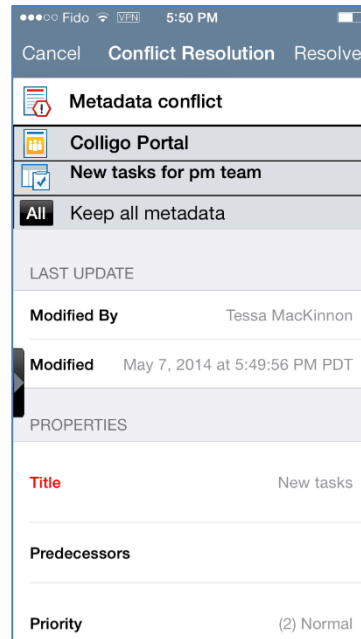 Fido VPN 5:50 PM
Cancel Conflict Resolution Resolve
Metadata conflict
Colligo Portal
New tasks for pm team
All Keep all metadata
LAST UPDATE
Modified By Tessa MacKinnon
Modified May 7, 2014 at 5:49:56 PM PDT
PROPERTIES
Title New tasks
Predecessors
Priority (2) Normal